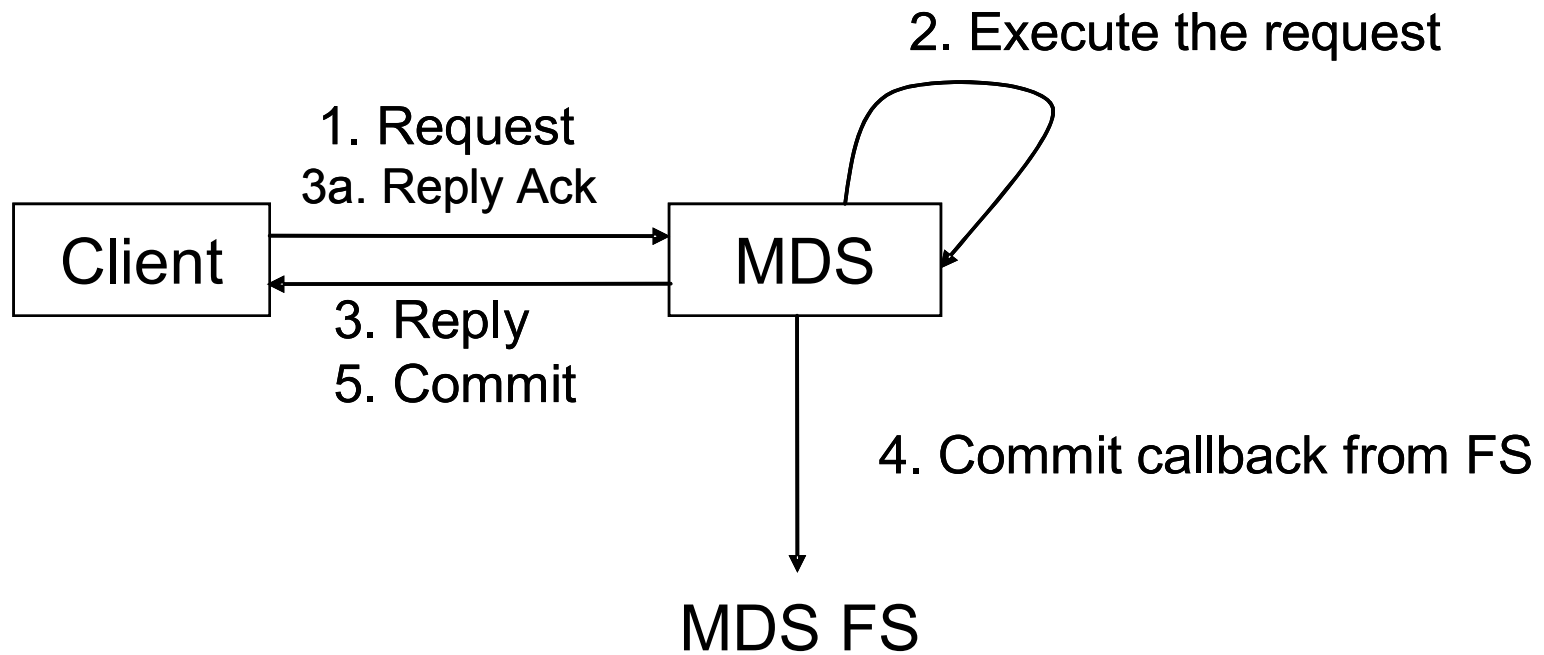 2. Execute the request
1. Request
3a. Reply Ack
Client
MDS
3. Reply
5. Commit
4. Commit callback from FS
MDS FS